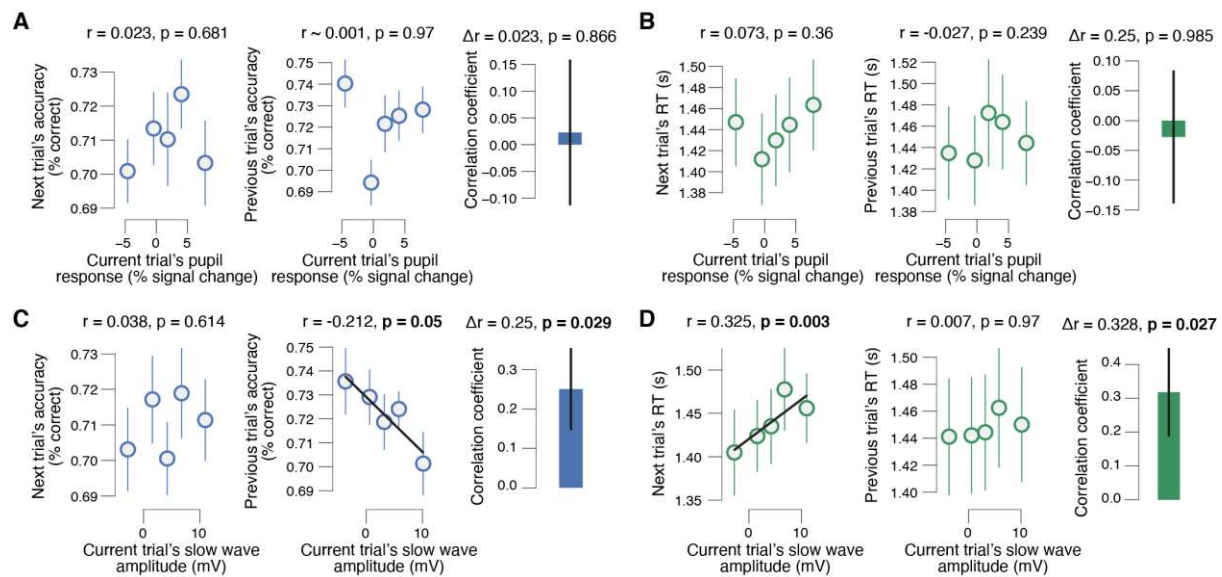 A
r = 0.023, p = 0.681
Next trial's accuracy
(% correct)
0.73
0.72
0.71
0.70
0.69
−5 0 5
Current trial's pupil
response (% signal change)
r ~ 0.001, p = 0.97
Previous trial's accuracy
(% correct)
0.75
0.74
0.73
0.72
0.70
0.69
−5 0 5
Current trial's pupil
response (% signal change)
Δr = 0.023, p = 0.866
Correlation coefficient
0.15
0.10
0.05
0.00
−0.05
−0.10
B
r = 0.073, p = 0.36
Next trial's RT (s)
1.50
1.48
1.46
1.44
1.42
1.40
1.38
−5 0 5
Current trial's pupil
response (% signal change)
r = -0.027, p = 0.239
Previous trial's RT (s)
1.52
1.50
1.48
1.46
1.44
1.42
1.40
1.38
−5 0 5
Current trial's pupil
response (% signal change)
Δr = 0.25, p = 0.985
Correlation coefficient
0.10
0.05
0.00
−0.05
−0.10
−0.15
C
r = 0.038, p = 0.614
Next trial's accuracy
(% correct)
0.73
0.72
0.71
0.70
0.69
0 10
Current trial's slow wave
amplitude (mV)
r = -0.212, p = 0.05
Previous trial's accuracy
(% correct)
0.75
0.74
0.73
0.72
0.71
0.70
0.69
0 10
Current trial's slow wave
amplitude (mV)
Δr = 0.25, p = 0.029
Correlation coefficient
0.3
0.2
0.1
0.0
D
r = 0.325, p = 0.003
Next trial's RT (s)
1.50
1.45
1.40
1.35
0 10
Current trial's slow wave
amplitude (mV)
r = 0.007, p = 0.97
Previous trial's RT (s)
1.50
1.48
1.46
1.44
1.42
1.40
0 10
Current trial's slow wave
amplitude (mV)
Δr = 0.328, p = 0.027
Correlation coefficient
0.4
0.3
0.2
0.1
0.0